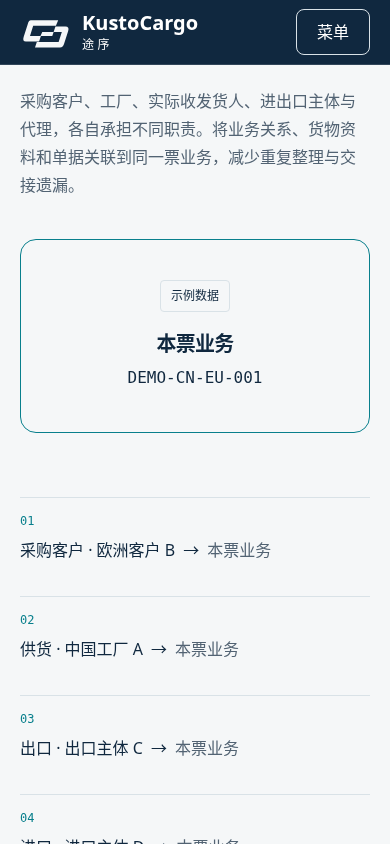 KustoCargo
途序
菜单
采购客户、工厂、实际收发货人、进出口主体与
代理，各自承担不同职责。将业务关系、货物资
料和单据关联到同一票业务，减少重复整理与交
接遗漏。
示例数据
本票业务
DEMO-CN-EU-001
01
采购客户 · 欧洲客户 B → 本票业务
02
供货 · 中国工厂 A → 本票业务
03
出口 · 出口主体 C → 本票业务
04